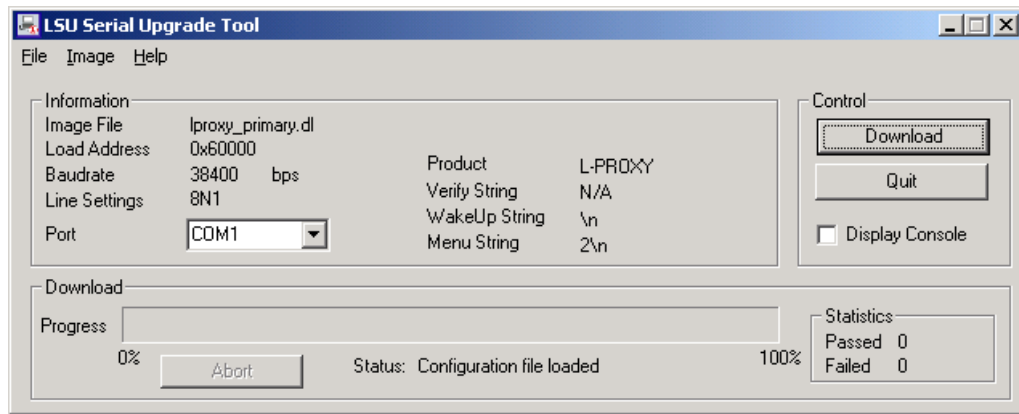 LSU Serial Upgrade Tool
File Image Help
Information
Image File lproxy_primary.dl
Load Address 0x60000
Baudrate 38400 bps
Line Settings 8N1
Port COM1
Product L-PROXY
Verify String N/A
WakeUp String \n
Menu String 2\n
Control
Download
Quit
Display Console
Download
Progress
0%
100%
Abort
Status: Configuration file loaded
Statistics
Passed 0
Failed 0